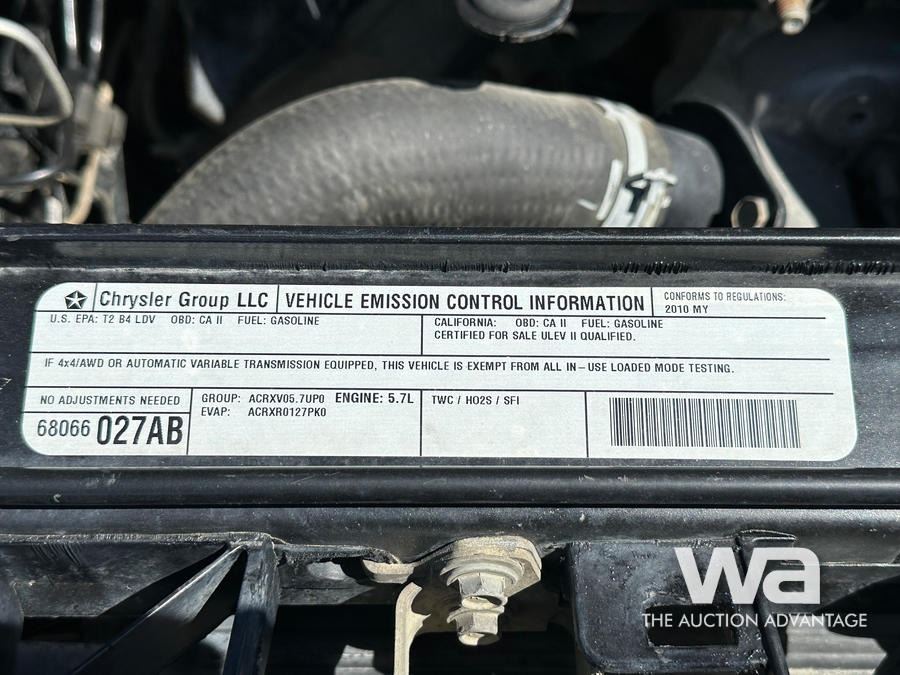 Chrysler Group LLC VEHICLE EMISSION CONTROL INFORMATION CONFORMS TO REGULATIONS:
2010 MY
U.S. EPA: T2 B4 LDV OBD: CA II FUEL: GASOLINE
CALIFORNIA: OBD: CA II FUEL: GASOLINE
CERTIFIED FOR SALE ULEV II QUALIFIED.
IF 4x4/AWD OR AUTOMATIC VARIABLE TRANSMISSION EQUIPPED, THIS VEHICLE IS EXEMPT FROM ALL IN-USE LOADED MODE TESTING.
NO ADJUSTMENTS NEEDED
68066 027AB
GROUP: ACRXV05.7UP0 ENGINE: 5.7L
EVAP: ACRXR0127PK0
TWC / HO2S / SFI
wa
THE AUCTION ADVANTAGE